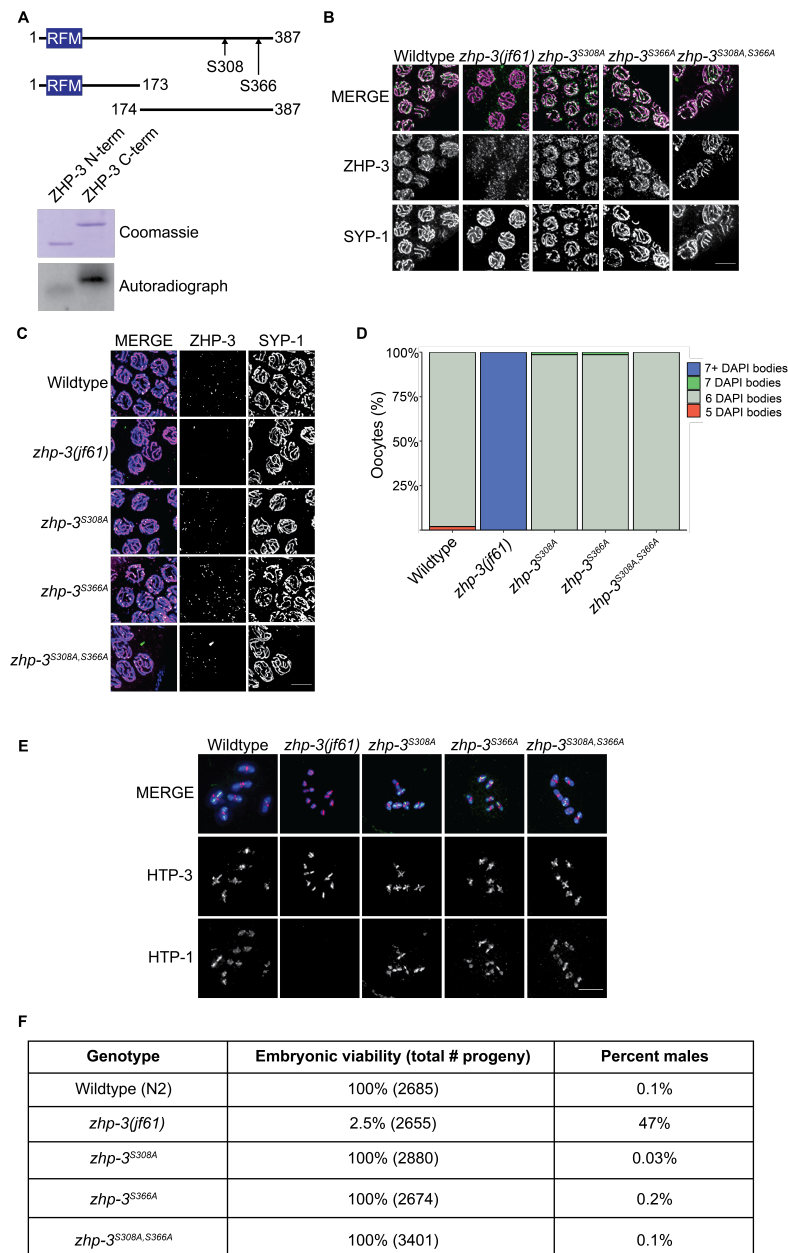 A
1 RFM 387
S308
S366
1 RFM 173
174 387
ZHP-3 N-term
ZHP-3 C-term
Coomassie
Autoradiograph
B
Wildtype zhp-3(jf61) zhp-3S308A zhp-3S366A zhp-3S308A,S366A
MERGE
ZHP-3
SYP-1
C
MERGE ZHP-3 SYP-1
Wildtype
zhp-3(jf61)
zhp-3S308A
zhp-3S366A
zhp-3S308A,S366A
D
100%
75%
50%
25%
Oocytes (%)
7+ DAPI bodies
7 DAPI bodies
6 DAPI bodies
5 DAPI bodies
Wildtype
zhp-3(jf61)
zhp-3S308A
zhp-3S366A
zhp-3S308A,S366A
E
Wildtype zhp-3(jf61) zhp-3S308A zhp-3S366A zhp-3S308A,S366A
MERGE
HTP-3
HTP-1
F
Genotype Embryonic viability (total # progeny) Percent males
Wildtype (N2) 100% (2685) 0.1%
zhp-3(jf61) 2.5% (2655) 47%
zhp-3S308A 100% (2880) 0.03%
zhp-3S366A 100% (2674) 0.2%
zhp-3S308A,S366A 100% (3401) 0.1%